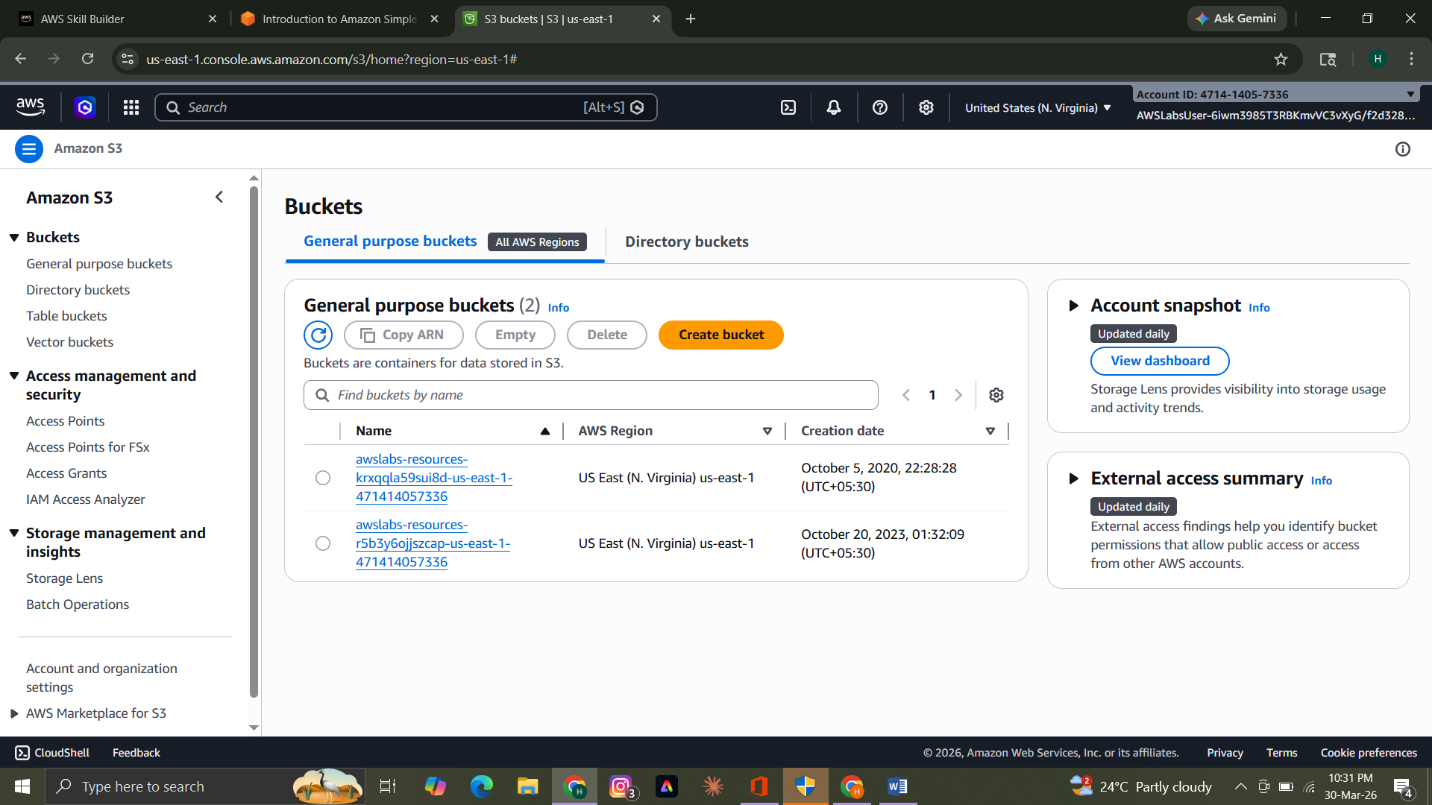 AWS Skill Builder
Introduction to Amazon Simple
S3 buckets | S3 | us-east-1
Ask Gemini
us-east-1.console.aws.amazon.com/s3/home?region=us-east-1#
H
aws
Search
[Alt+S]
United States (N. Virginia)
Account ID: 4714-1405-7336
AWSLabsUser-6iwm3985T3RBKmvVC3vXyG/f2d328...
Amazon S3
Amazon S3
Buckets
General purpose buckets
Directory buckets
Table buckets
Vector buckets
Access management and
security
Access Points
Access Points for FSx
Access Grants
IAM Access Analyzer
Storage management and
insights
Storage Lens
Batch Operations
Account and organization
settings
AWS Marketplace for S3
Buckets
General purpose buckets All AWS Regions
Directory buckets
General purpose buckets (2) Info
Copy ARN
Empty
Delete
Create bucket
Buckets are containers for data stored in S3.
Find buckets by name
1
Name
AWS Region
Creation date
awslabs-resources-
krxqqla59sui8d-us-east-1-
471414057336
US East (N. Virginia) us-east-1
October 5, 2020, 22:28:28
(UTC+05:30)
awslabs-resources-
r5b3y6ojjszcap-us-east-1-
471414057336
US East (N. Virginia) us-east-1
October 20, 2023, 01:32:09
(UTC+05:30)
Account snapshot Info
Updated daily
View dashboard
Storage Lens provides visibility into storage usage
and activity trends.
External access summary Info
Updated daily
External access findings help you identify bucket
permissions that allow public access or access
from other AWS accounts.
CloudShell
Feedback
© 2026, Amazon Web Services, Inc. or its affiliates.
Privacy
Terms
Cookie preferences
Type here to search
H
3
H
2
24°C Partly cloudy
10:31 PM
30-Mar-26
4